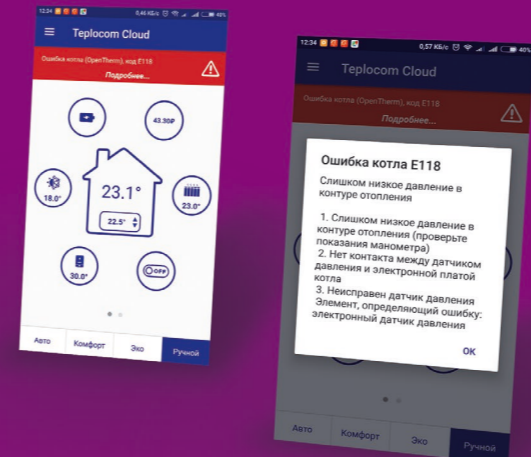 12:34
0,46 КБ/с
40%
Teplocom Cloud
Ошибка котла (OpenTherm), код E118
Подробнее...
43.30₽
23.1°
22.5°
18.0°
23.0°
30.0°
OFF
Авто
Комфорт
Эко
Ручной
12:34
0,57 КБ/с
40%
Teplocom Cloud
Ошибка котла (OpenTherm), код E118
Подробнее...
Ошибка котла E118
Слишком низкое давление в
контуре отопления
1. Слишком низкое давление в
контуре отопления (проверьте
показания манометра)
2. Нет контакта между датчиком
давления и электронной платой
котла
3. Неисправен датчик давления
Элемент, определяющий ошибку:
электронный датчик давления
ОК
Авто
Комфорт
Эко
Ручной